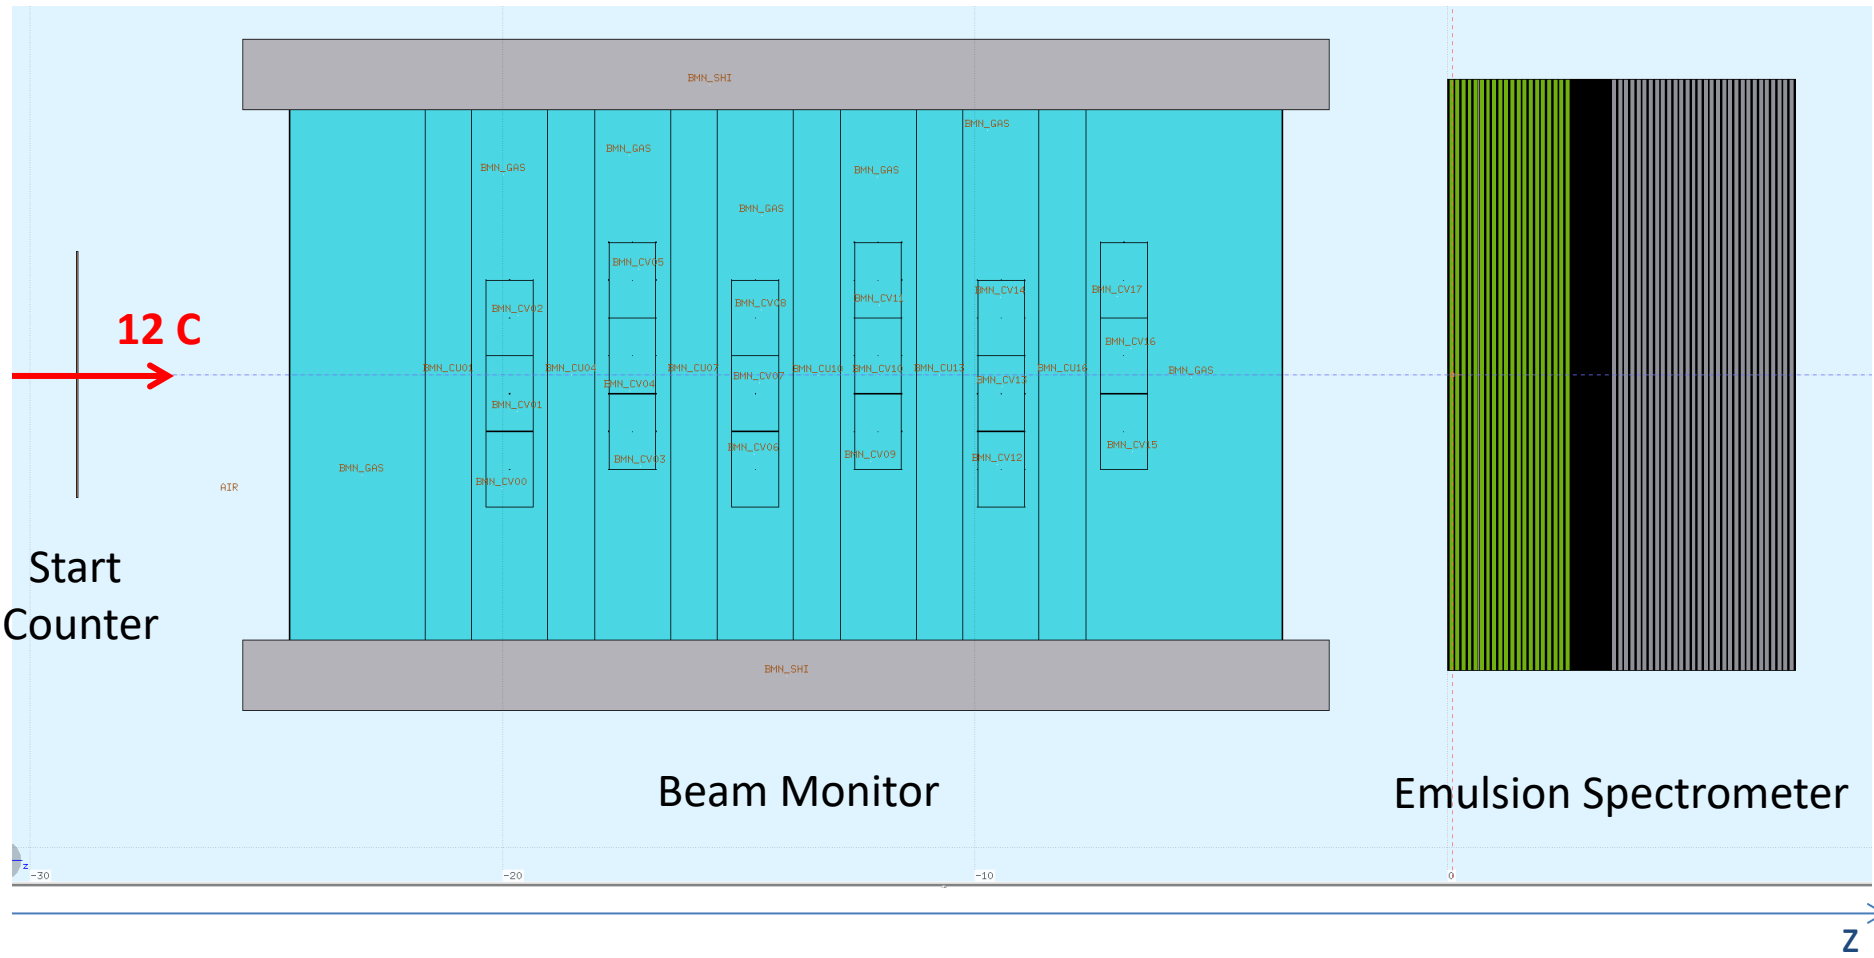 BMN_SHI
BMN_GAS
BMN_GAS
BMN_GAS
BMN_GAS
BMN_GAS
BMN_CV05
BMN_CV02
BMN_CV08
BMN_CV11
BMN_CV14
BMN_CV17
12 C
BMN_CV16
BMN_CU01
BMN_CU04
BMN_CU07
BMN_CU10
BMN_CV10
BMN_CU13
BMN_CU16
BMN_GAS
BMN_CV04
BMN_CV07
BMN_CV13
BMN_CV01
BMN_CV03
BMN_CV06
BMN_CV09
BMN_CV12
BMN_CV15
BMN_GAS
BMN_CV00
AIR
Start
Counter
BMN_SHI
Beam Monitor
Emulsion Spectrometer
z
-30
-20
-10
0
z